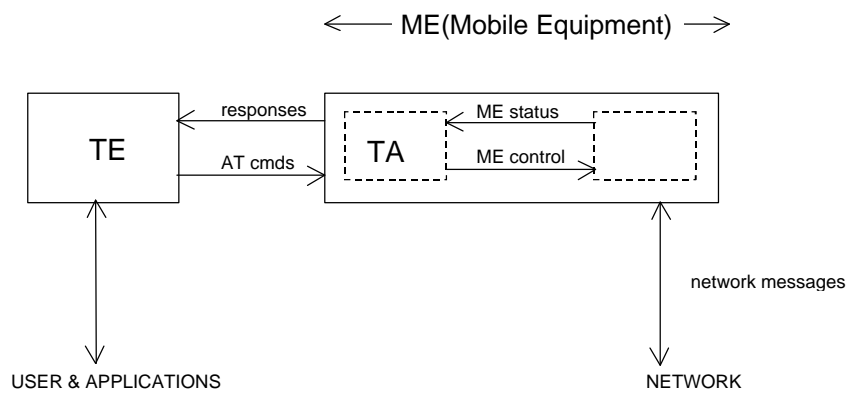 ME(Mobile Equipment)
responses
ME status
TE
TA
AT cmds
ME control
network messages
USER & APPLICATIONS
NETWORK